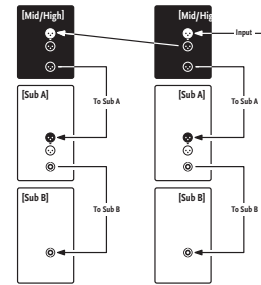 [Mid/High]
[Mid/Hig
Input
To Sub A
To Sub A
[Sub A]
[Sub A]
To Sub B
To Sub B
[Sub B]
[Sub B]